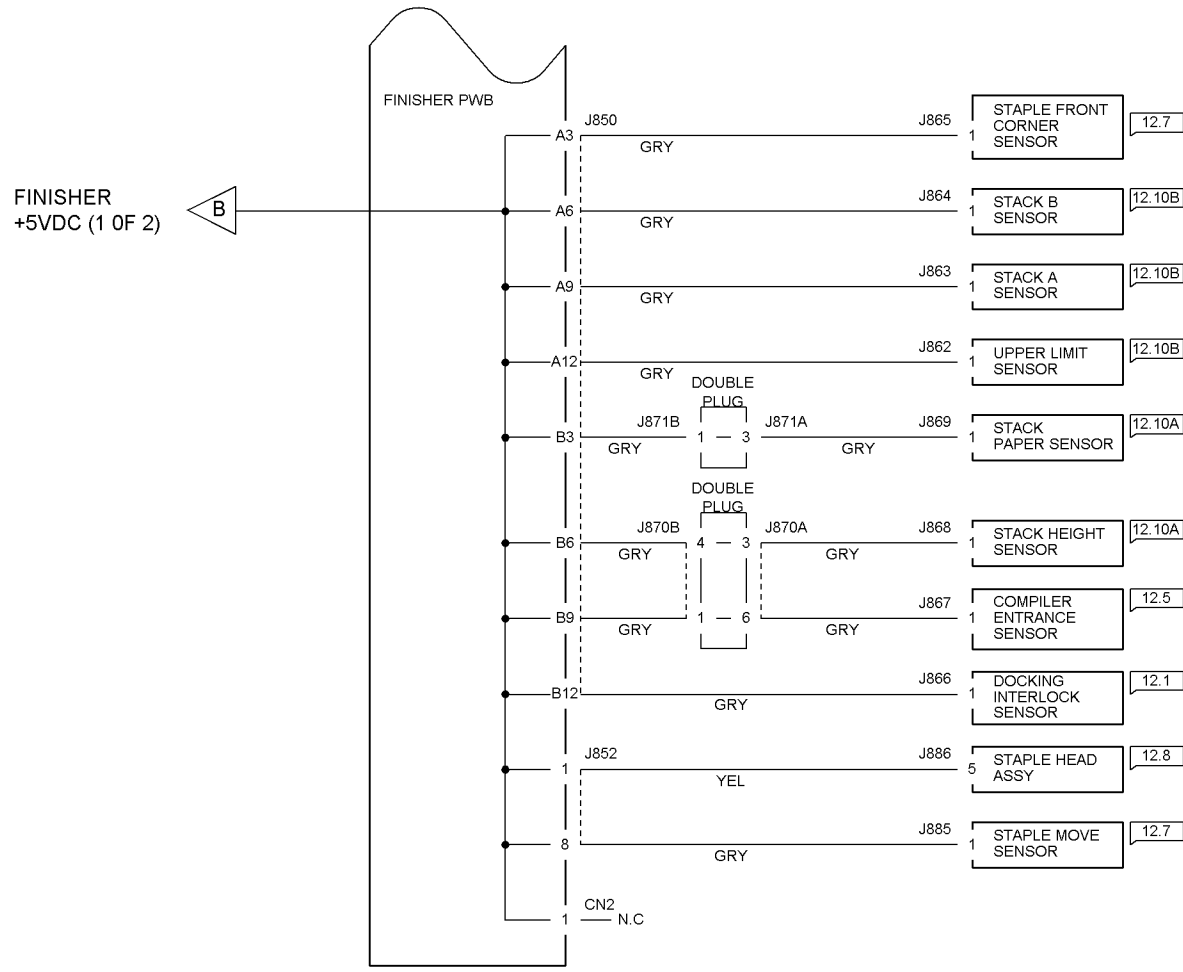 FINISHER PWB
FINISHER
+5VDC (1 0F 2)
B
A3 J850 GRY J865 1 STAPLE FRONT
CORNER
SENSOR
12.7
A6 GRY J864 1 STACK B
SENSOR
12.10B
A9 GRY J863 1 STACK A
SENSOR
12.10B
A12 GRY J862 1 UPPER LIMIT
SENSOR
12.10B
DOUBLE
PLUG
B3 GRY J871B 1 3 J871A GRY J869 1 STACK
PAPER SENSOR
12.10A
DOUBLE
PLUG
B6 GRY J870B 4 3 J870A GRY J868 1 STACK HEIGHT
SENSOR
12.10A
B9 GRY 1 6 GRY J867 1 COMPILER
ENTRANCE
SENSOR
12.5
B12 GRY J866 1 DOCKING
INTERLOCK
SENSOR
12.1
1 J852 YEL J886 5 STAPLE HEAD
ASSY
12.8
8 GRY J885 1 STAPLE MOVE
SENSOR
12.7
1 CN2 N.C